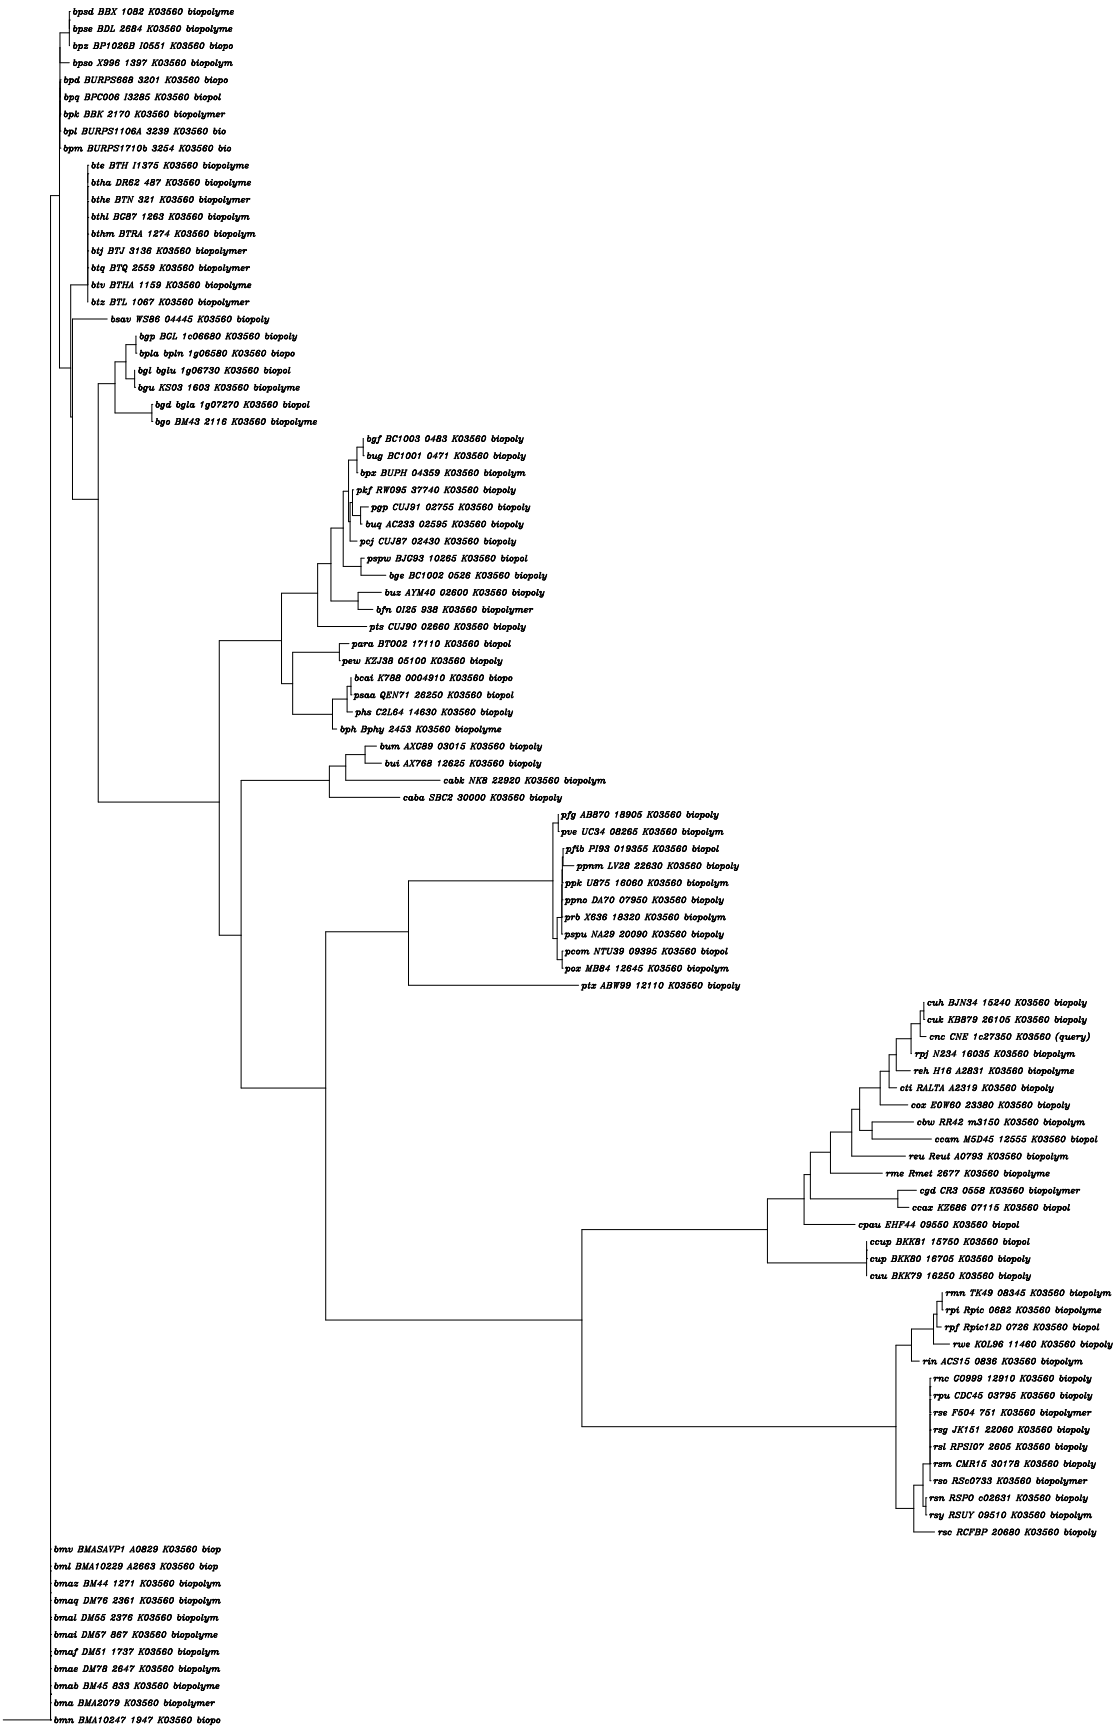 bpsd BBX 1082 K03560 biopolyme
bpse BDL 2684 K03560 biopolyme
bpz BP1026B I0551 K03560 biopo
bpso X996 1397 K03560 biopolym
bpd BURPS668 3201 K03560 biopo
bpq BPC006 I3285 K03560 biopol
bpk BBK 2170 K03560 biopolymer
bpl BURPS1106A 3239 K03560 bio
bpm BURPS1710b 3254 K03560 bio
bte BTH I1375 K03560 biopolyme
btha DR62 487 K03560 biopolyme
bthe BTN 321 K03560 biopolymer
bthl BG87 1263 K03560 biopolym
bthm BTRA 1274 K03560 biopolym
btj BTJ 3136 K03560 biopolymer
btq BTQ 2559 K03560 biopolymer
btv BTHA 1159 K03560 biopolyme
btz BTL 1067 K03560 biopolymer
bsav WS86 04445 K03560 biopoly
bgp BGL 1c06680 K03560 biopoly
bpla bpln 1g06580 K03560 biopo
bgl bglu 1g06730 K03560 biopol
bgu KS03 1603 K03560 biopolyme
bgd bgla 1g07270 K03560 biopol
bgo BM43 2116 K03560 biopolyme
bgf BC1003 0483 K03560 biopoly
bug BC1001 0471 K03560 biopoly
bpx BUPH 04359 K03560 biopolym
pkf RW095 37740 K03560 biopoly
pgp CUJ91 02755 K03560 biopoly
buq AC233 02595 K03560 biopoly
pcj CUJ87 02430 K03560 biopoly
pspw BJG93 10265 K03560 biopol
bge BC1002 0526 K03560 biopoly
buz AYM40 02600 K03560 biopoly
bfn OI25 938 K03560 biopolymer
pts CUJ90 02660 K03560 biopoly
para BTO02 17110 K03560 biopol
pew KZJ38 05100 K03560 biopoly
bcai K788 0004910 K03560 biopo
psaa QEN71 26250 K03560 biopol
phs C2L64 14630 K03560 biopoly
bph Bphy 2453 K03560 biopolyme
bum AXG89 03015 K03560 biopoly
bui AX768 12625 K03560 biopoly
cabk NK8 22920 K03560 biopolym
caba SBC2 30000 K03560 biopoly
pfg AB870 18905 K03560 biopoly
pve UC34 08265 K03560 biopolym
pfib PI93 019355 K03560 biopol
ppnm LV28 22630 K03560 biopoly
ppk U875 16060 K03560 biopolym
ppno DA70 07950 K03560 biopoly
prb X636 18320 K03560 biopolym
pspu NA29 20090 K03560 biopoly
pcom NTU39 09395 K03560 biopol
pox MB84 12645 K03560 biopolym
ptx ABW99 12110 K03560 biopoly
cuh BJN34 15240 K03560 biopoly
cuk KB879 26105 K03560 biopoly
cnc CNE 1c27350 K03560 (query)
rpj N234 16035 K03560 biopolym
reh H16 A2831 K03560 biopolyme
cti RALTA A2319 K03560 biopoly
cox E0W60 23380 K03560 biopoly
cbw RR42 m3150 K03560 biopolym
ccam M5D45 12555 K03560 biopol
reu Reut A0793 K03560 biopolym
rme Rmet 2677 K03560 biopolyme
cgd CR3 0558 K03560 biopolymer
ccax KZ686 07115 K03560 biopol
cpau EHF44 09550 K03560 biopol
ccup BKK81 15750 K03560 biopol
cup BKK80 16705 K03560 biopoly
cuu BKK79 16250 K03560 biopoly
rmn TK49 08345 K03560 biopolym
rpi Rpic 0682 K03560 biopolyme
rpf Rpic12D 0726 K03560 biopol
rwe KOL96 11460 K03560 biopoly
rin ACS15 0836 K03560 biopolym
rnc GO999 12910 K03560 biopoly
rpu CDC45 03795 K03560 biopoly
rse F504 751 K03560 biopolymer
rsg JK151 22060 K03560 biopoly
rsl RPSI07 2605 K03560 biopoly
rsm CMR15 30178 K03560 biopoly
rso RSc0733 K03560 biopolymer
rsn RSPO c02631 K03560 biopoly
rsy RSUY 09510 K03560 biopolym
rsc RCFBP 20680 K03560 biopoly
bmv BMASAVP1 A0829 K03560 biop
bml BMA10229 A2663 K03560 biop
bmaz BM44 1271 K03560 biopolym
bmaq DM76 2361 K03560 biopolym
bmal DM55 2376 K03560 biopolym
bmai DM57 867 K03560 biopolyme
bmaf DM51 1737 K03560 biopolym
bmae DM78 2647 K03560 biopolym
bmab BM45 833 K03560 biopolyme
bma BMA2079 K03560 biopolymer
bmn BMA10247 1947 K03560 biopo